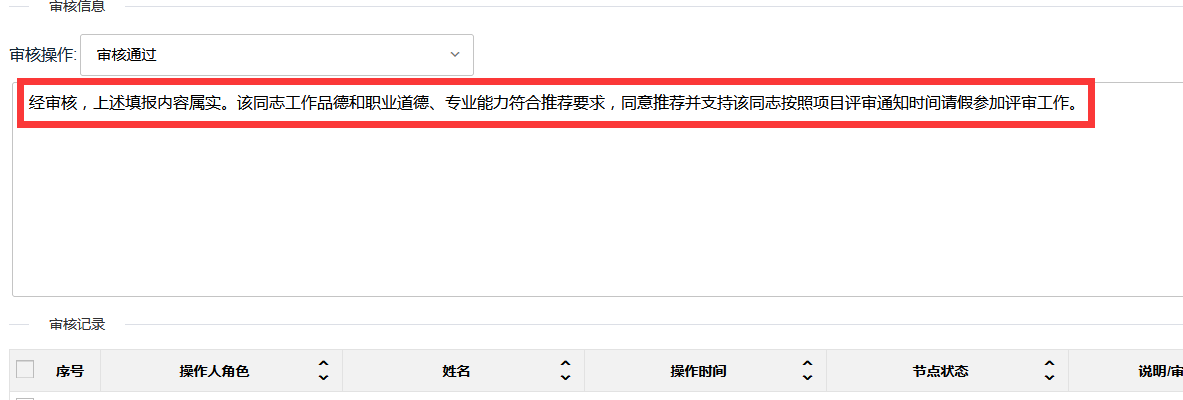 审核信息
审核操作: 审核通过
经审核，上述填报内容属实。该同志工作品德和职业道德、专业能力符合推荐要求，同意推荐并支持该同志按照项目评审通知时间请假参加评审工作。
审核记录
序号 操作人角色 姓名 操作时间 节点状态 说明/审